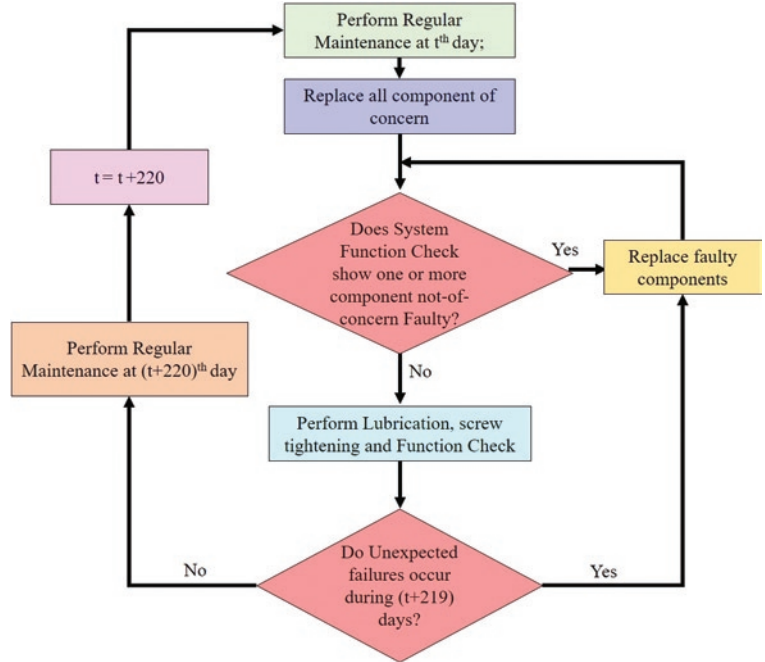 Perform Regular
Maintenance at tᵗʰ day;
Replace all component of
concern
t = t+220
Does System
Function Check
show one or more
component not-of-
concern Faulty?
Yes
Replace faulty
components
Perform Regular
Maintenance at (t+220)ᵗʰ day
No
Perform Lubrication, screw
tightening and Function Check
Do Unexpected
failures occur
during (t+219)
days?
No
Yes